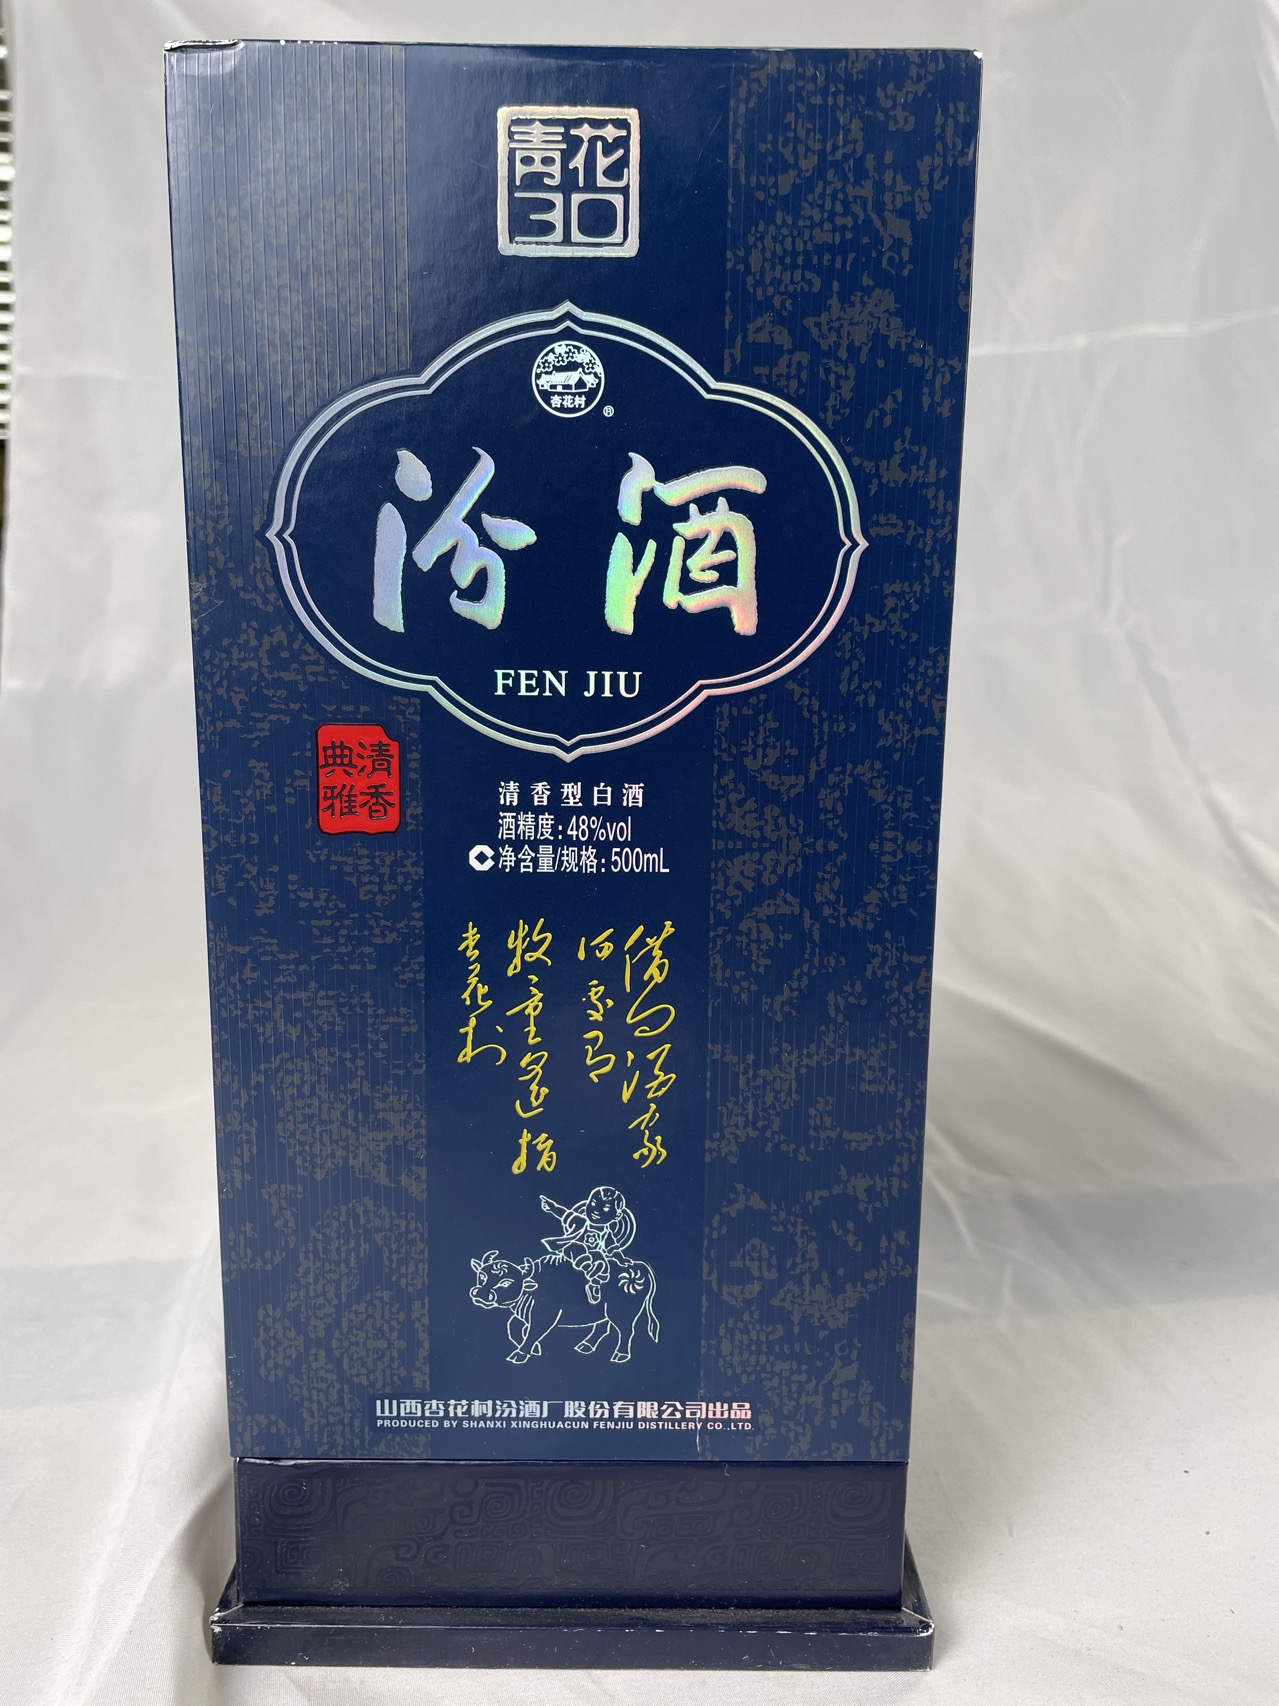 青花
30
杏花村
®
汾酒
FEN JIU
清香
典雅
清香型白酒
酒精度:48%vol
净含量/规格:500mL
借问酒家
何处有
牧童遥指
杏花村
山西杏花村汾酒厂股份有限公司出品
PRODUCED BY SHANXI XINGHUACUN FENJIU DISTILLERY CO.,LTD.